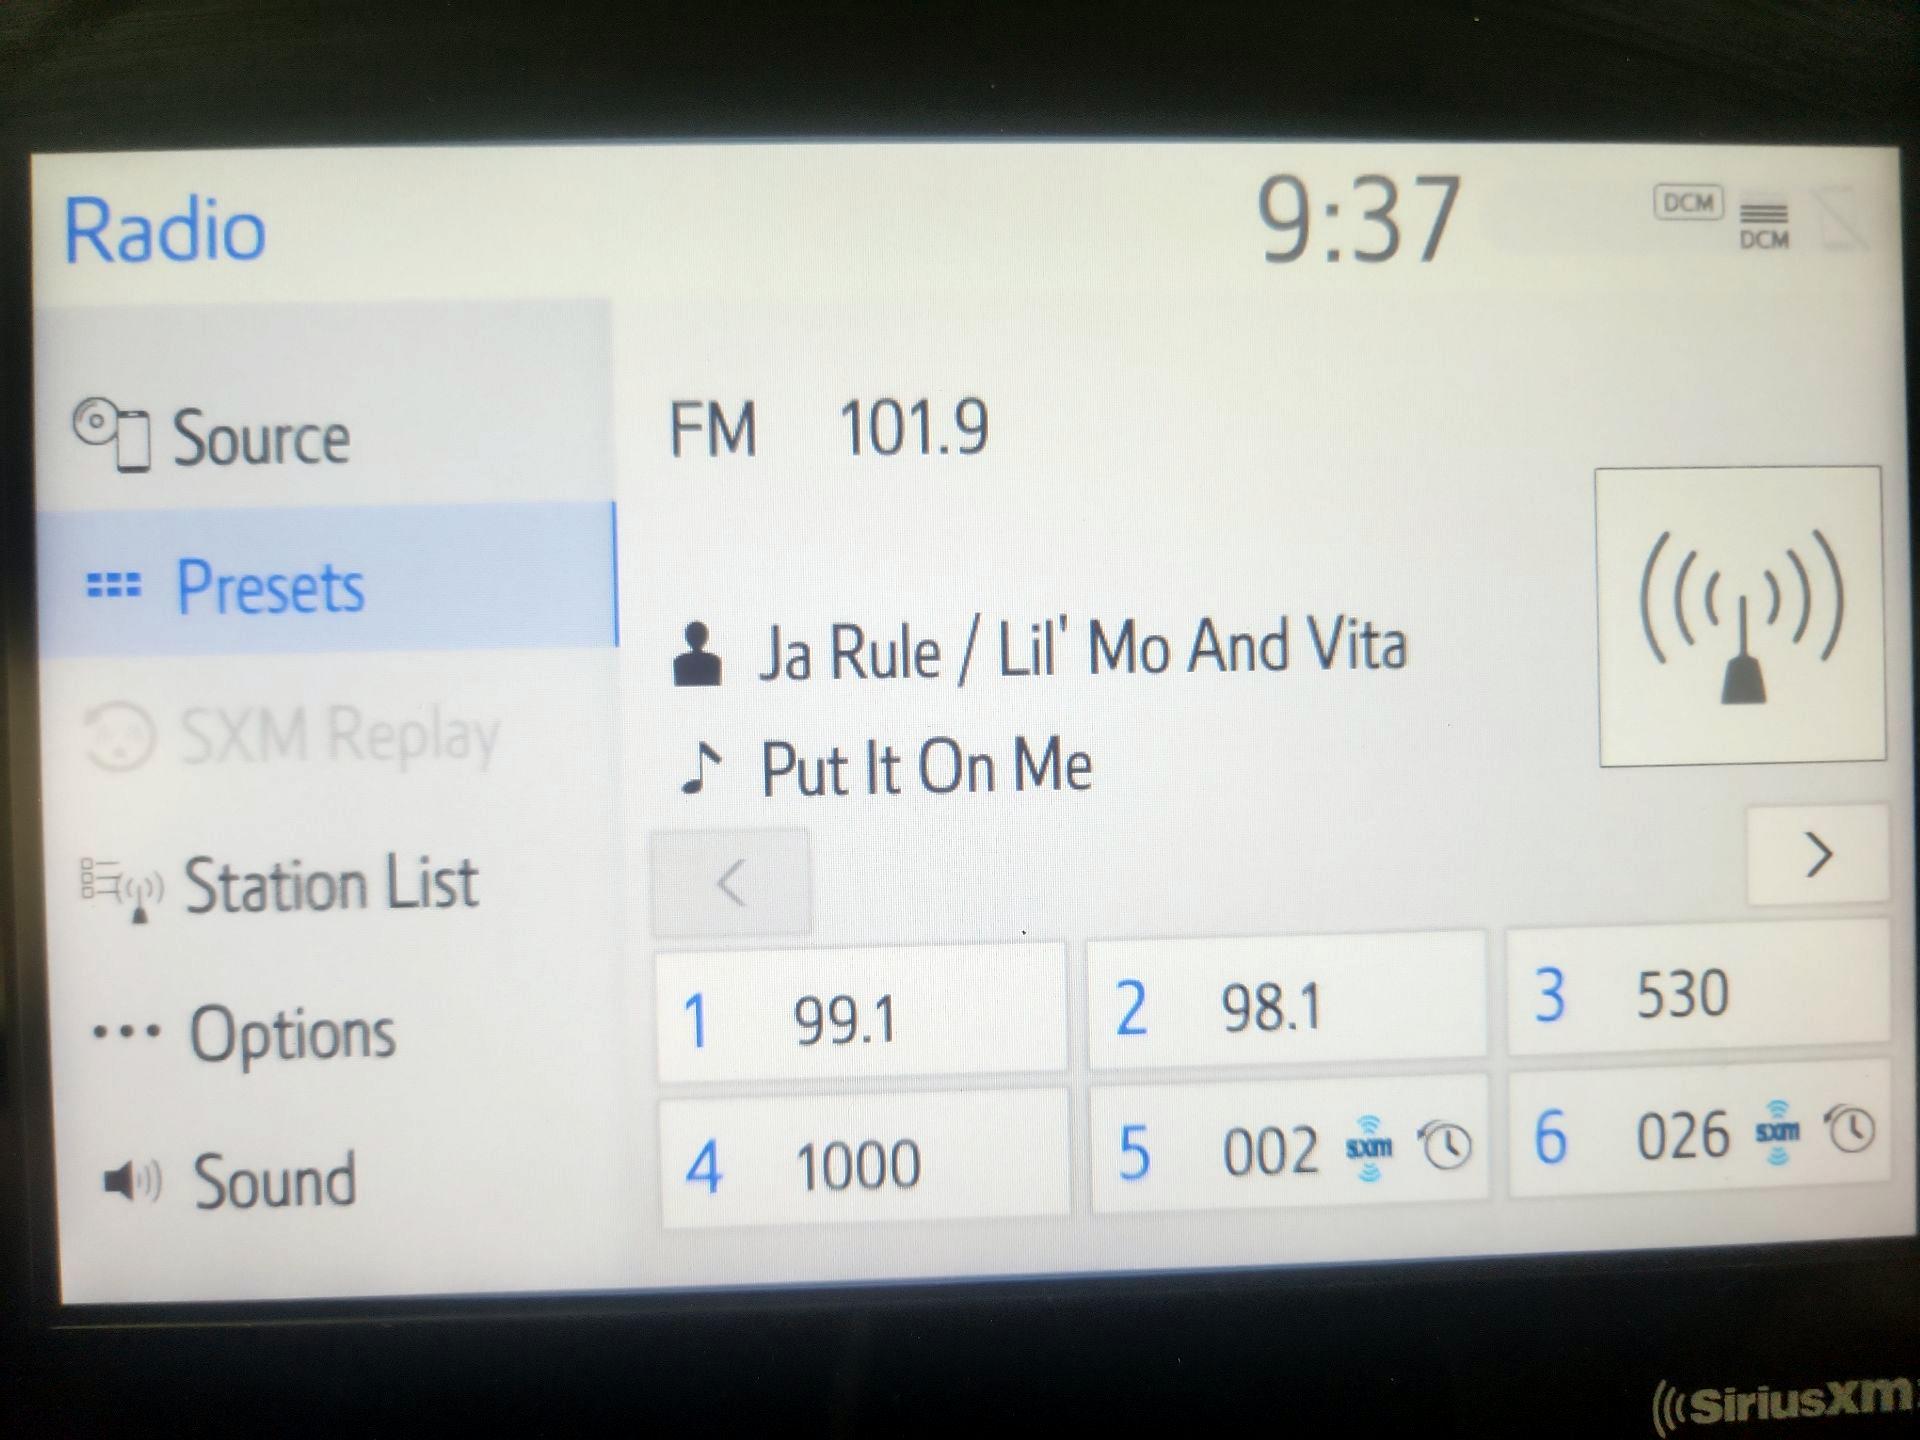 Radio
9:37
DCM
DCM
Source
Presets
SXM Replay
Station List
Options
Sound
FM 101.9
Ja Rule / Lil' Mo And Vita
Put It On Me
1 99.1
2 98.1
3 530
4 1000
5 002 sxm
6 026 sxm
SiriusXM